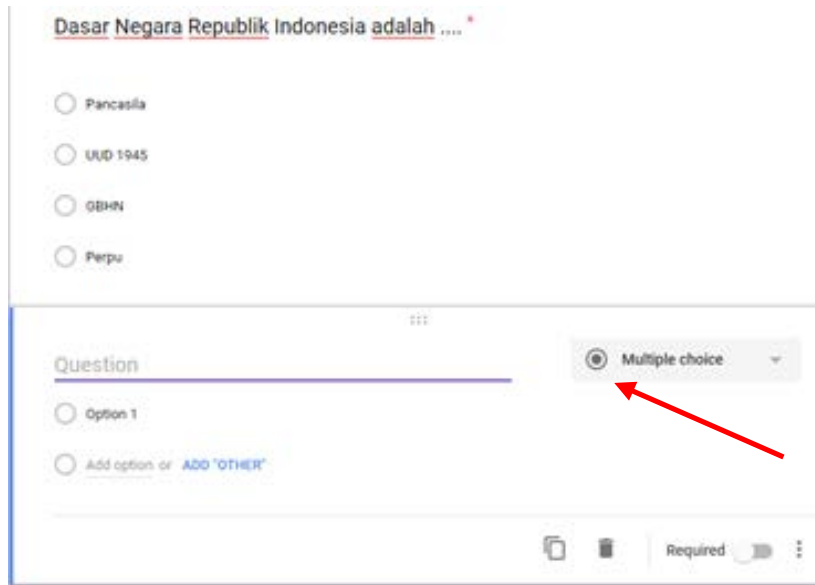 Dasar Negara Republik Indonesia adalah .... *
Pancasila
UUD 1945
GBHN
Perpu
Question
Multiple choice
Option 1
Add option or ADD "OTHER"
Required